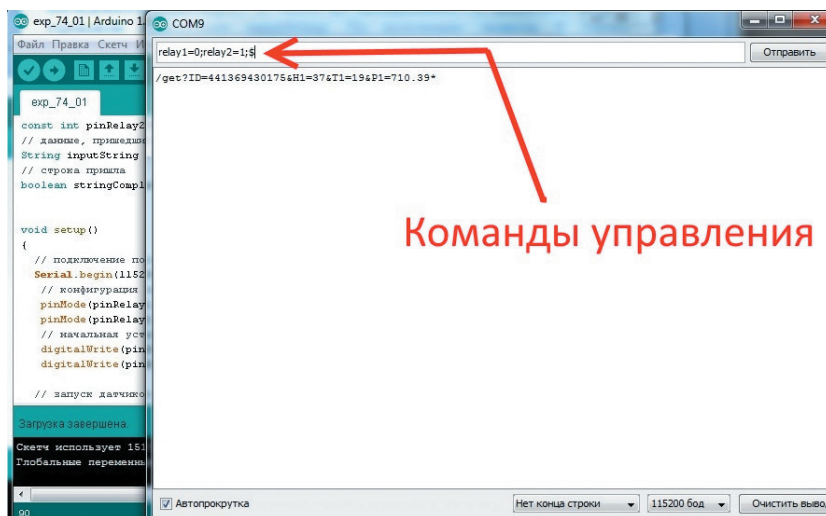 exp_74_01 | Arduino 1.
COM9
Файл Правка Скетч И
relay1=0;relay2=1;$
Отправить
/get?ID=441369430175&H1=37&T1=19&P1=710.39*
exp_74_01
const int pinRelay2
// данные, пришедшие
String inputString
// строка пришла
boolean stringCompl
Команды управления
void setup()
{
// подключение по
Serial.begin(1152
// конфигурация
pinMode(pinRelay
pinMode(pinRelay
// начальная уст
digitalWrite(pin
digitalWrite(pin
// запуск датчико
Загрузка завершена.
Скетч использует 151
Глобальные переменны
Автопрокрутка
Нет конца строки
115200 бод
Очистить выво
90